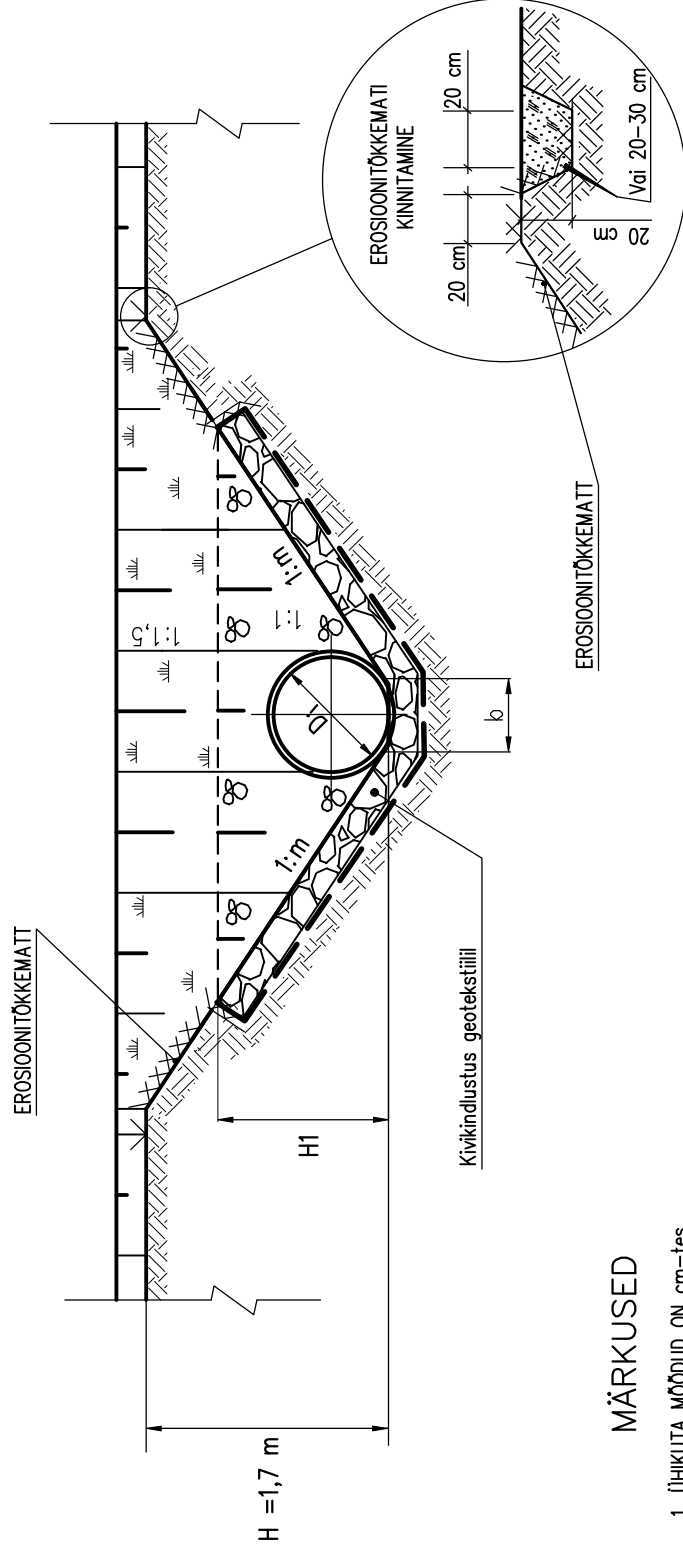 EROSIOONITÕKKEMATT
H =1,7 m
H1
1:m
1:m
Di
b
1:1,5
1:1
Kivikindlustus geotekstiilil
EROSIOONITÕKKEMATI
KINNITAMINE
20 cm
20 cm
20 cm
Vai 20-30 cm
EROSIOONITÕKKEMATT
MÄRKUSED
1. ÜHIKUTA MÕÕDUD ON cm-tes